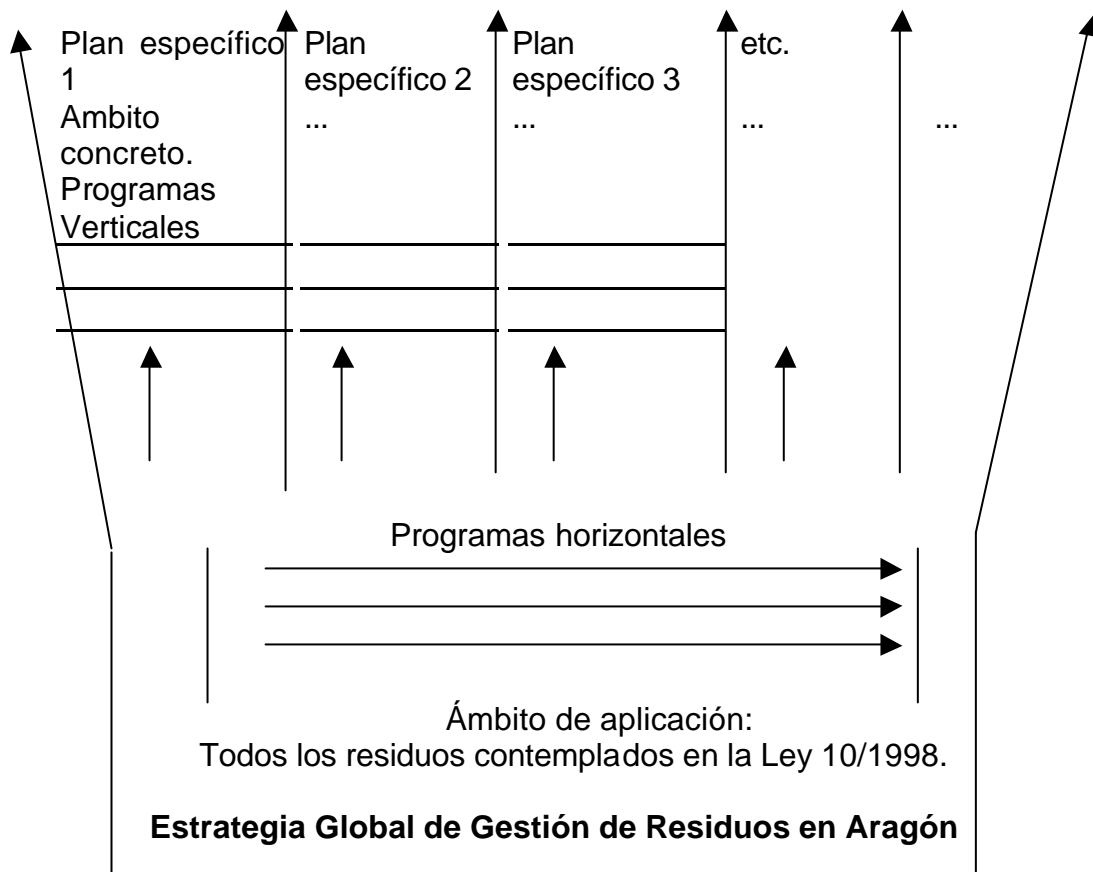 Plan específico 1
Ambito
concreto.
Programas
Verticales
Plan
específico 2
...
Plan
específico 3
...
etc.
...
...
Programas horizontales
Ámbito de aplicación:
Todos los residuos contemplados en la Ley 10/1998.
Estrategia Global de Gestión de Residuos en Aragón